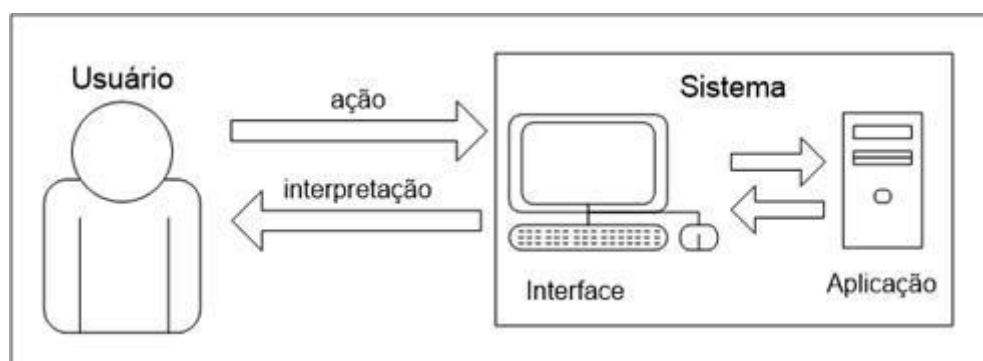 Usuário
Sistema
ação
interpretação
Interface
Aplicação